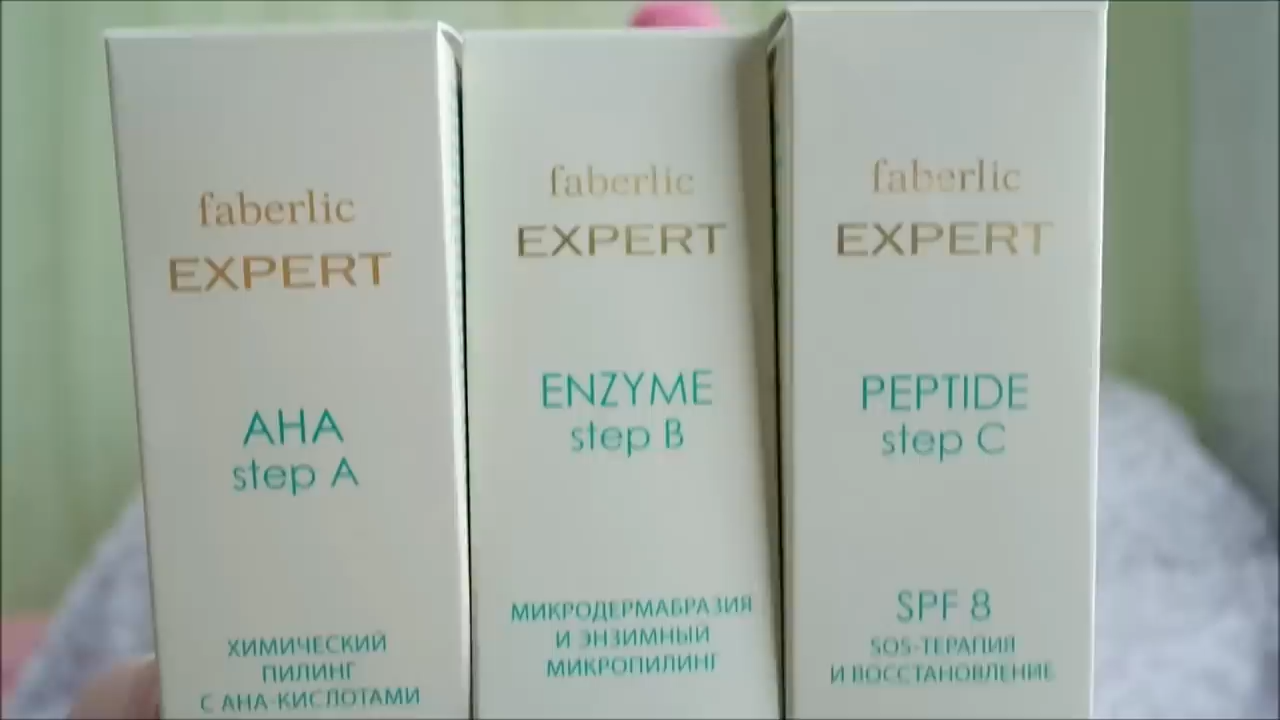 faberlic
EXPERT
AHA
step A
ХИМИЧЕСКИЙ
ПИЛИНГ
С АНА-КИСЛОТАМИ
faberlic
EXPERT
ENZYME
step B
МИКРОДЕРМАБРАЗИЯ
И ЭНЗИМНЫЙ
МИКРОПИЛИНГ
faberlic
EXPERT
PEPTIDE
step C
SPF 8
SOS-ТЕРАПИЯ
И ВОССТАНОВЛЕНИЕ